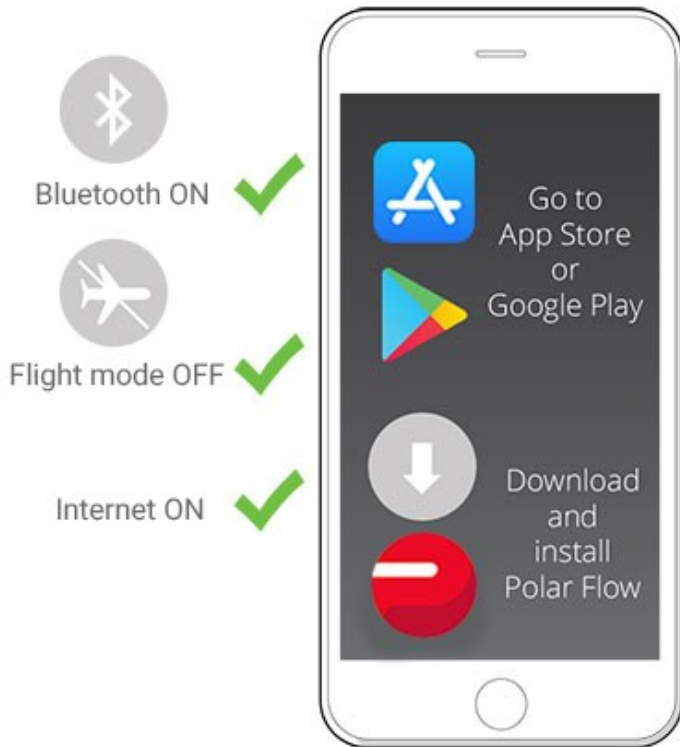 Bluetooth ON
Flight mode OFF
Internet ON
Go to
App Store
or
Google Play
Download
and
install
Polar Flow